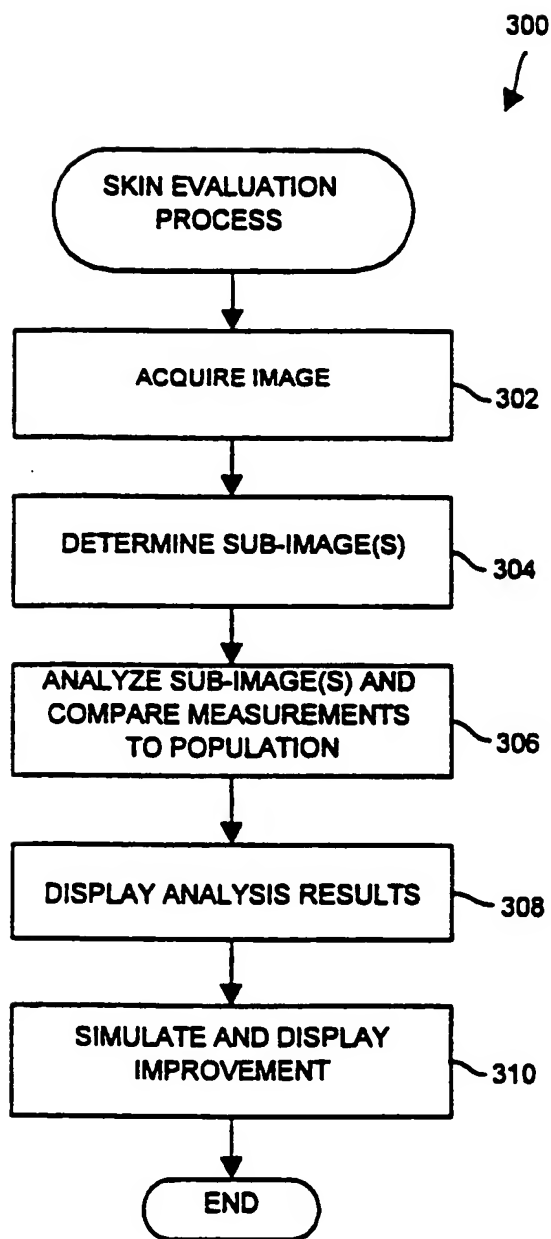 300
SKIN EVALUATION
PROCESS
ACQUIRE IMAGE
302
DETERMINE SUB-IMAGE(S)
304
ANALYZE SUB-IMAGE(S) AND
COMPARE MEASUREMENTS
TO POPULATION
306
DISPLAY ANALYSIS RESULTS
308
SIMULATE AND DISPLAY
IMPROVEMENT
310
END